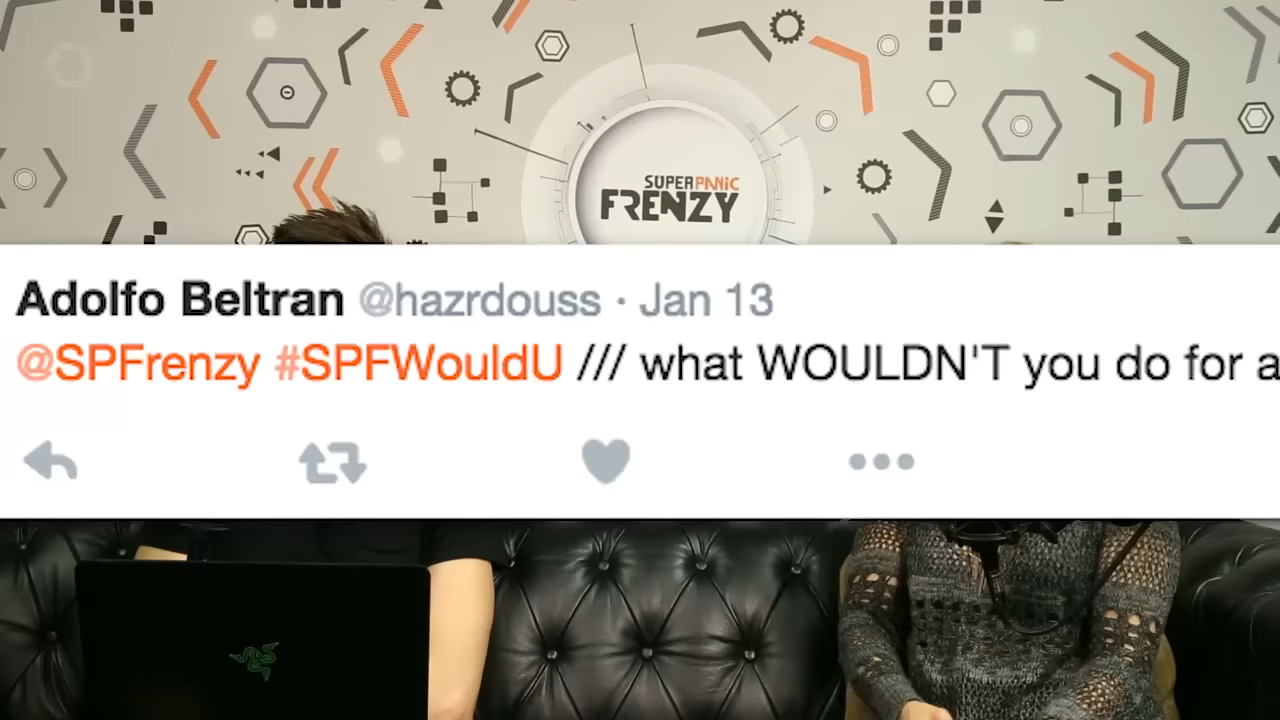 SUPERPANIC
FRENZY
Adolfo Beltran @hazrdouss · Jan 13
@SPFrenzy #SPFWouldU /// what WOULDN'T you do for a